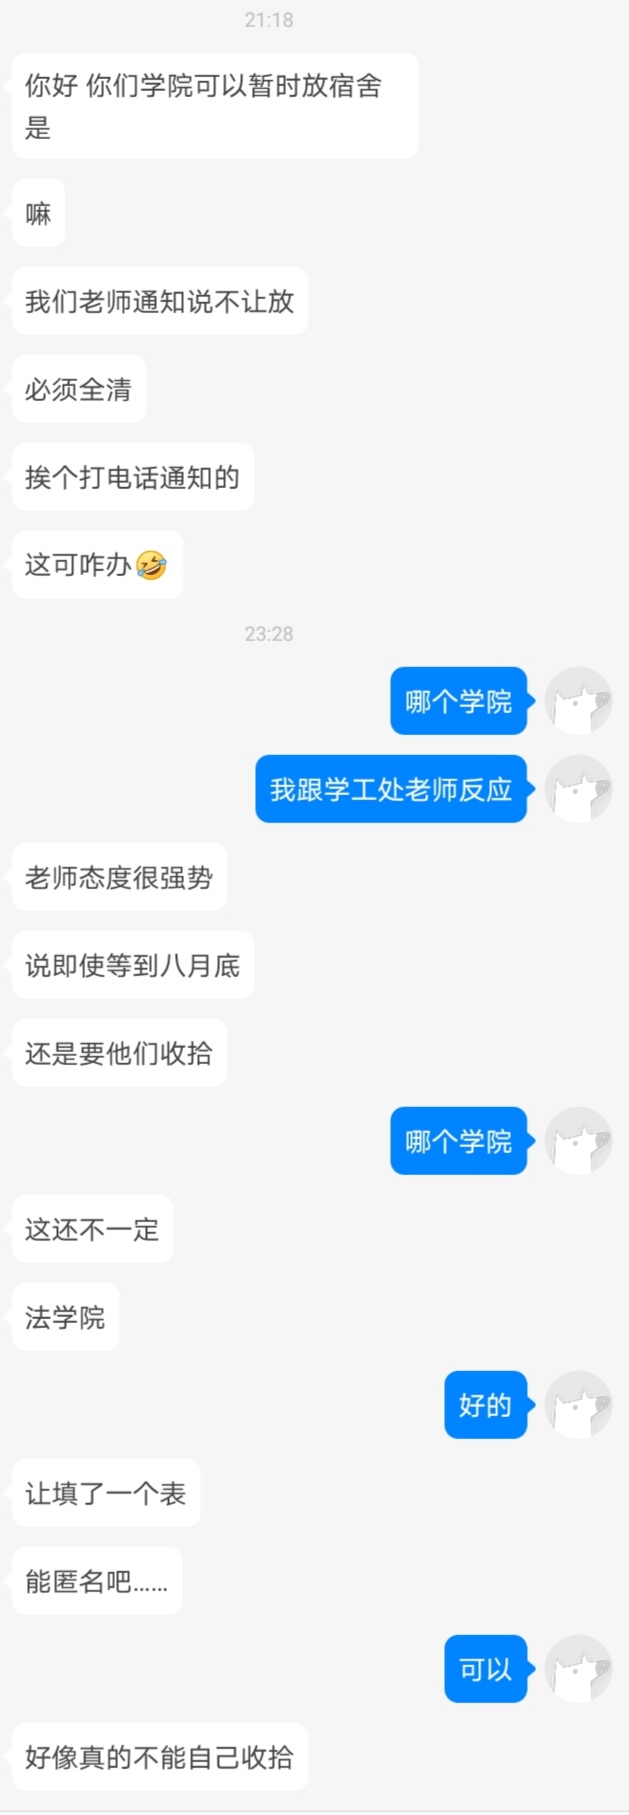 21:18
你好 你们学院可以暂时放宿舍
是
嘛
我们老师通知说不让放
必须全清
挨个打电话通知的
这可咋办🤣
23:28
哪个学院
我跟学工处老师反应
老师态度很强势
说即使等到八月底
还是要他们收拾
哪个学院
这还不一定
法学院
好的
让填了一个表
能匿名吧……
可以
好像真的不能自己收拾